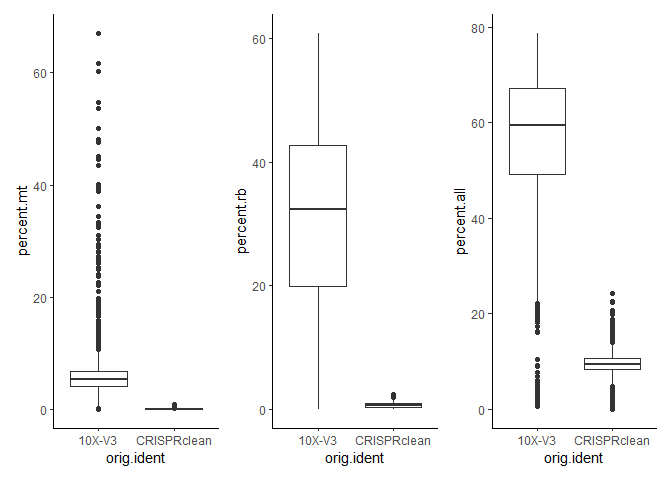 percent.mt
60
40
20
0
10X-V3 CRISPRclean
orig.ident
percent.rb
60
40
20
0
10X-V3 CRISPRclean
orig.ident
percent.all
80
60
40
20
0
10X-V3 CRISPRclean
orig.ident